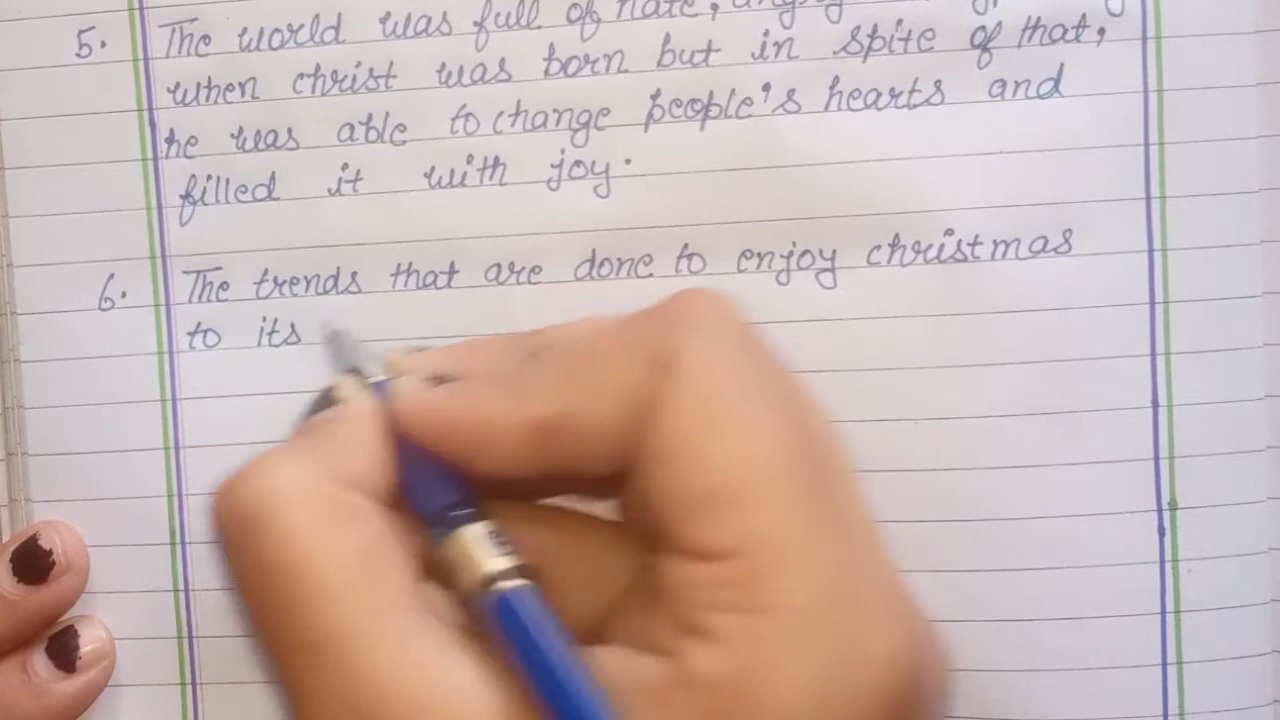 5. The world was full of hate,
when christ was born but in spite of that,
he was able to change people's hearts and
filled it with joy.
6. The trends that are done to enjoy christmas
to its